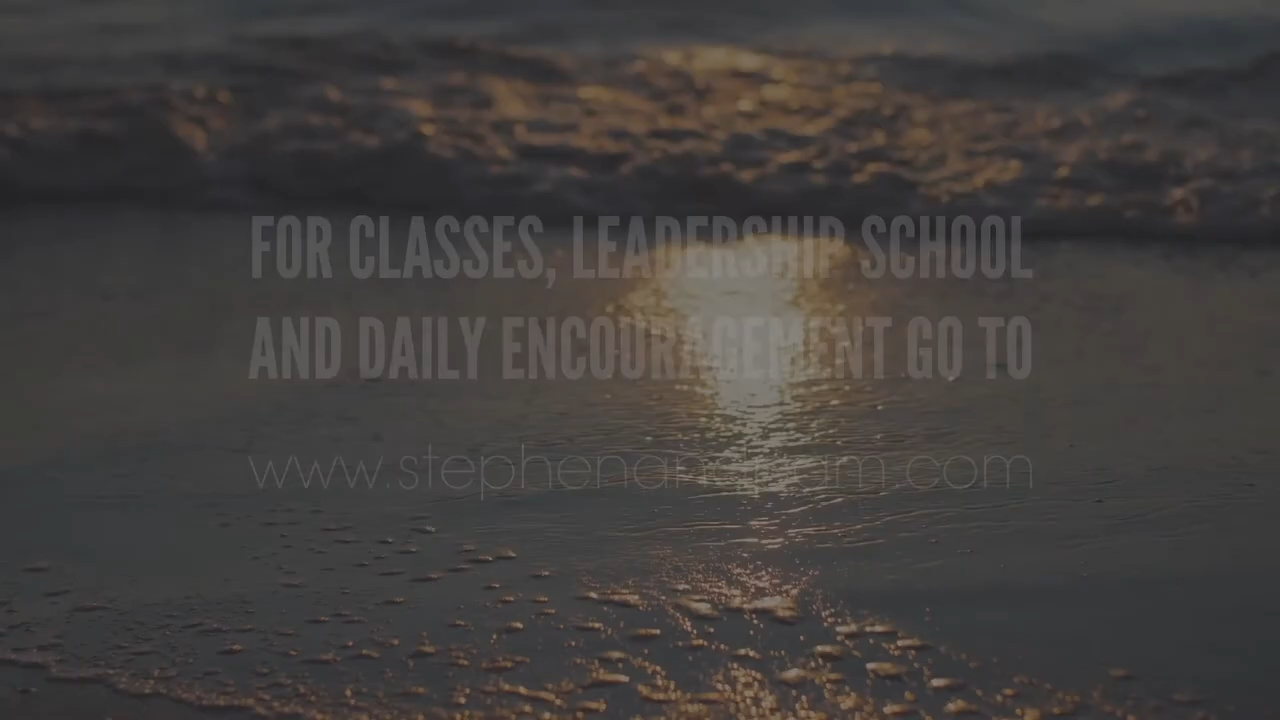 FOR CLASSES, LEADERSHIP SCHOOL
AND DAILY ENCOURAGEMENT GO TO